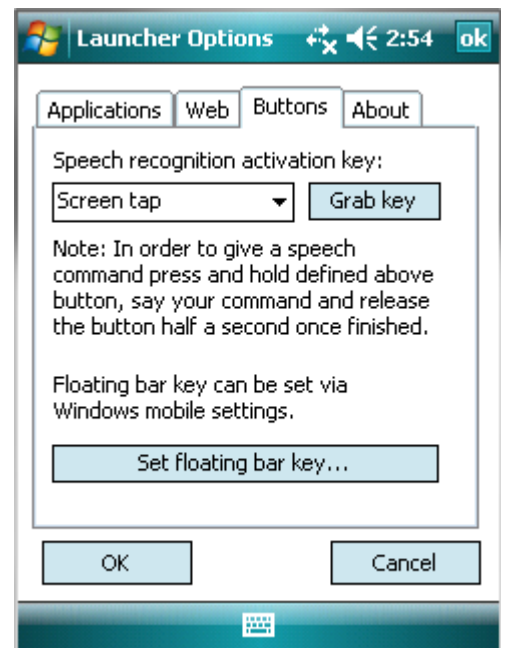 Launcher Options 2:54 ok
Applications Web Buttons About
Speech recognition activation key:
Screen tap Grab key
Note: In order to give a speech
command press and hold defined above
button, say your command and release
the button half a second once finished.
Floating bar key can be set via
Windows mobile settings.
Set floating bar key...
OK Cancel